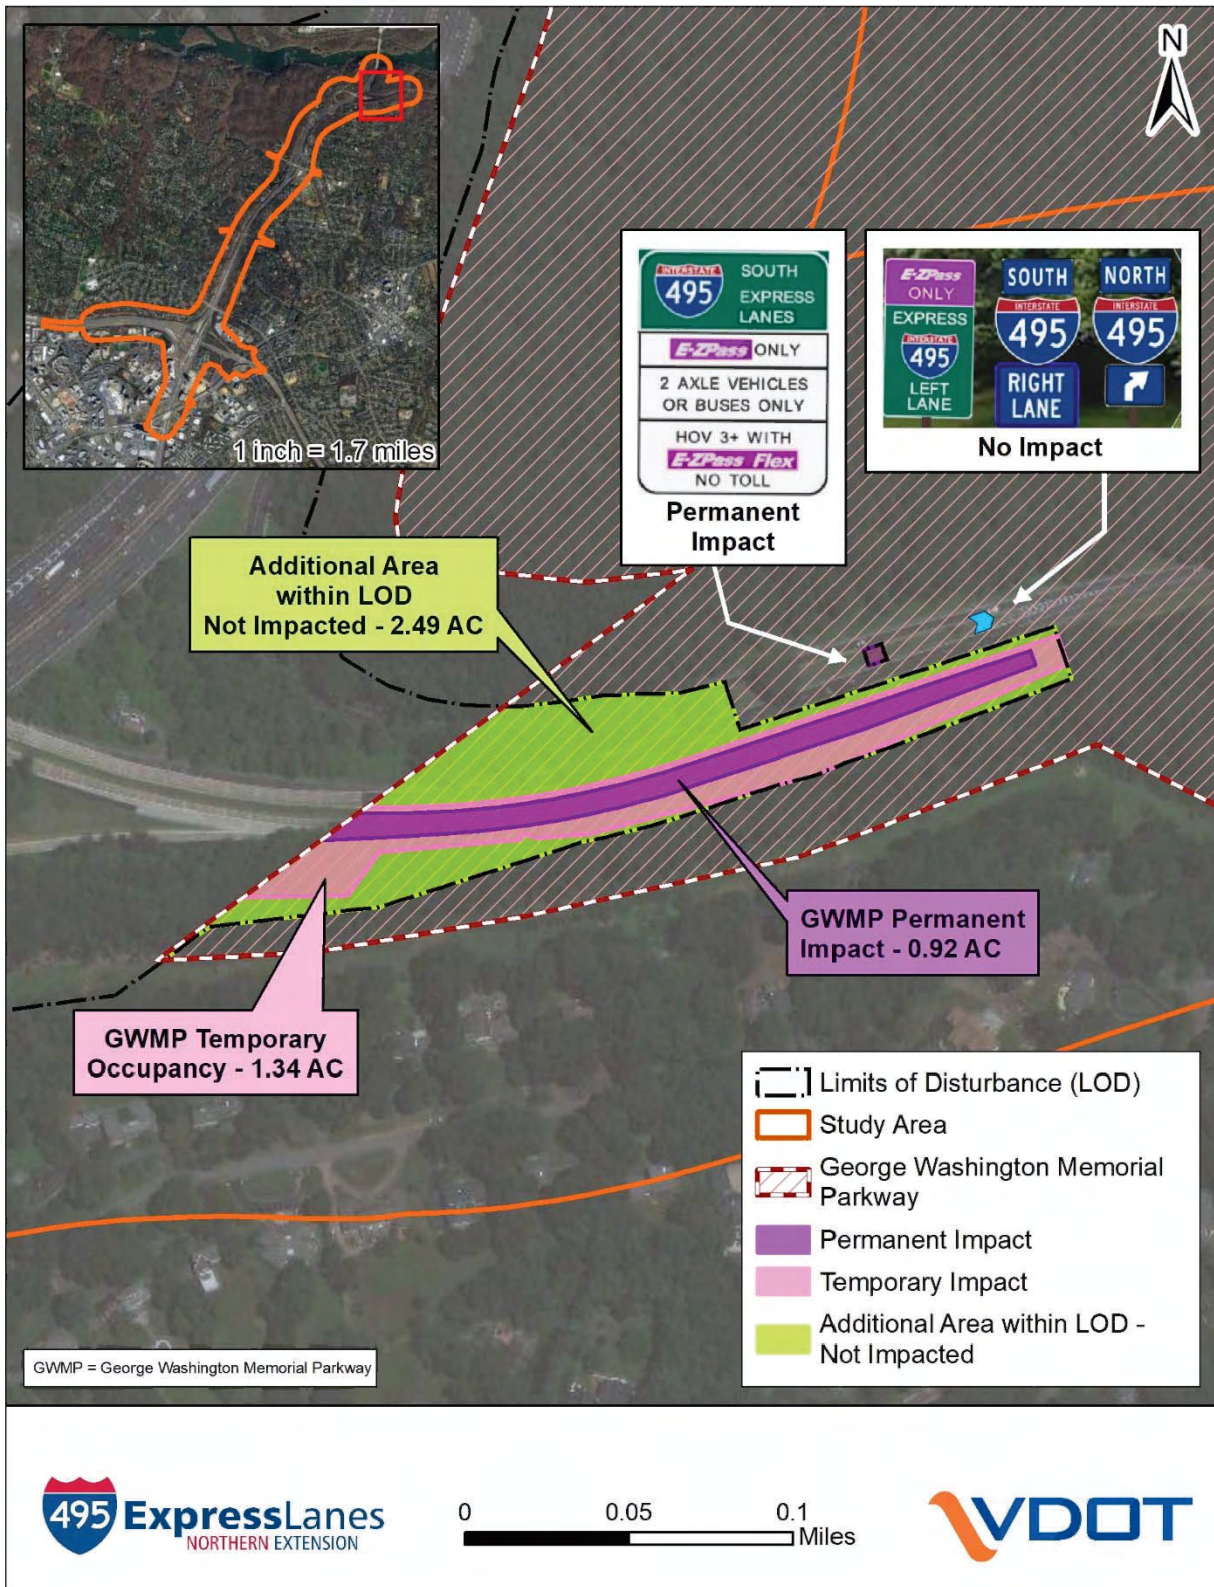 1 inch = 1.7 miles
N
INTERSTATE
495
SOUTH
EXPRESS
LANES
E-ZPass ONLY
2 AXLE VEHICLES
OR BUSES ONLY
HOV 3+ WITH
E-ZPass Flex
NO TOLL
Permanent
Impact
E-ZPass
ONLY
EXPRESS
495
LEFT
LANE
SOUTH
INTERSTATE
495
RIGHT
LANE
NORTH
INTERSTATE
495
No Impact
Additional Area
within LOD
Not Impacted - 2.49 AC
GWMP Permanent
Impact - 0.92 AC
GWMP Temporary
Occupancy - 1.34 AC
Limits of Disturbance (LOD)
Study Area
George Washington Memorial
Parkway
Permanent Impact
Temporary Impact
Additional Area within LOD -
Not Impacted
GWMP = George Washington Memorial Parkway
495 ExpressLanes
NORTHERN EXTENSION
0 0.05 0.1
Miles
VDOT